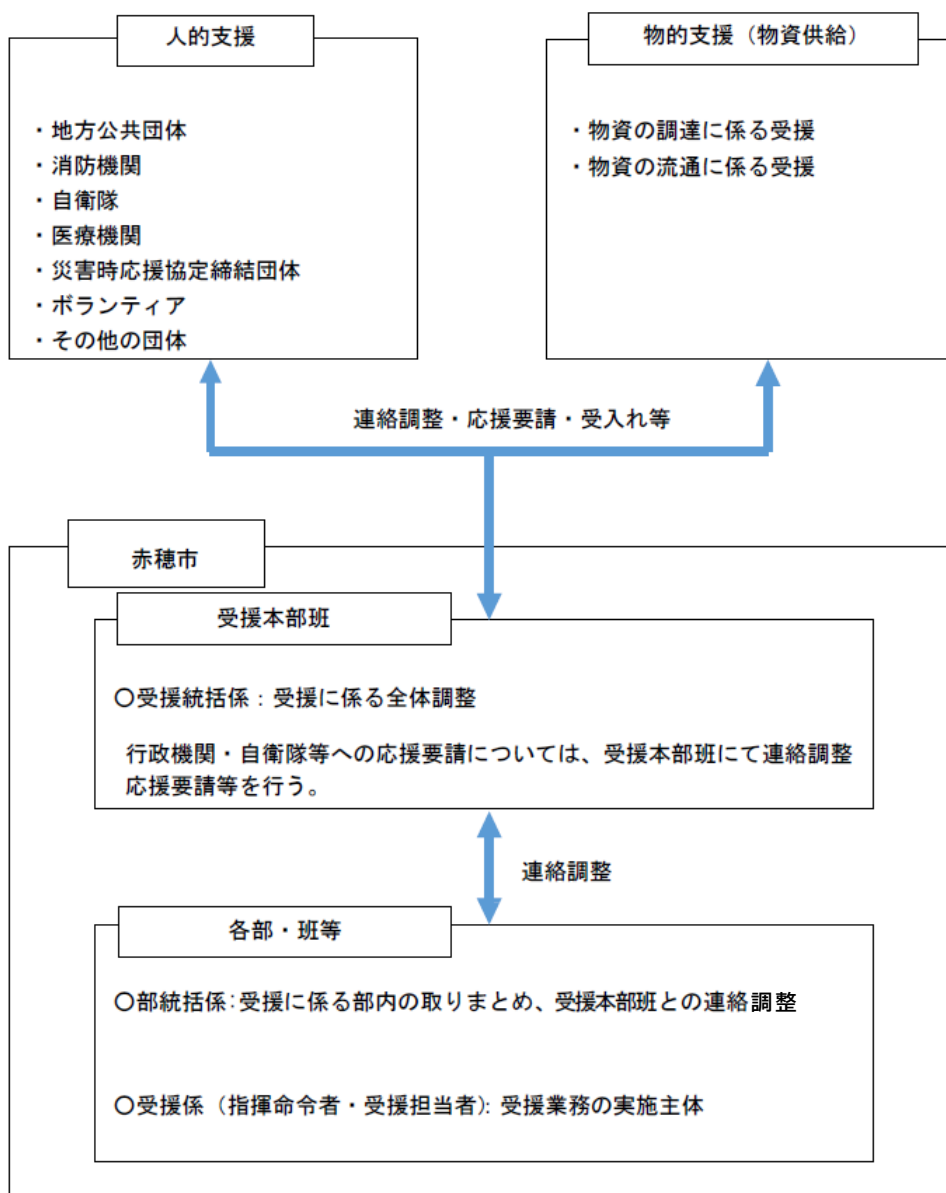 人的支援
・地方公共団体
・消防機関
・自衛隊
・医療機関
・災害時応援協定締結団体
・ボランティア
・その他の団体
物的支援（物資供給）
・物資の調達に係る受援
・物資の流通に係る受援
連絡調整・応援要請・受入れ等
赤穂市
受援本部班
〇受援統括係：受援に係る全体調整
行政機関・自衛隊等への応援要請については、受援本部班にて連絡調整
応援要請等を行う。
連絡調整
各部・班等
〇部統括係：受援に係る部内の取りまとめ、受援本部班との連絡調整
〇受援係（指揮命令者・受援担当者）：受援業務の実施主体